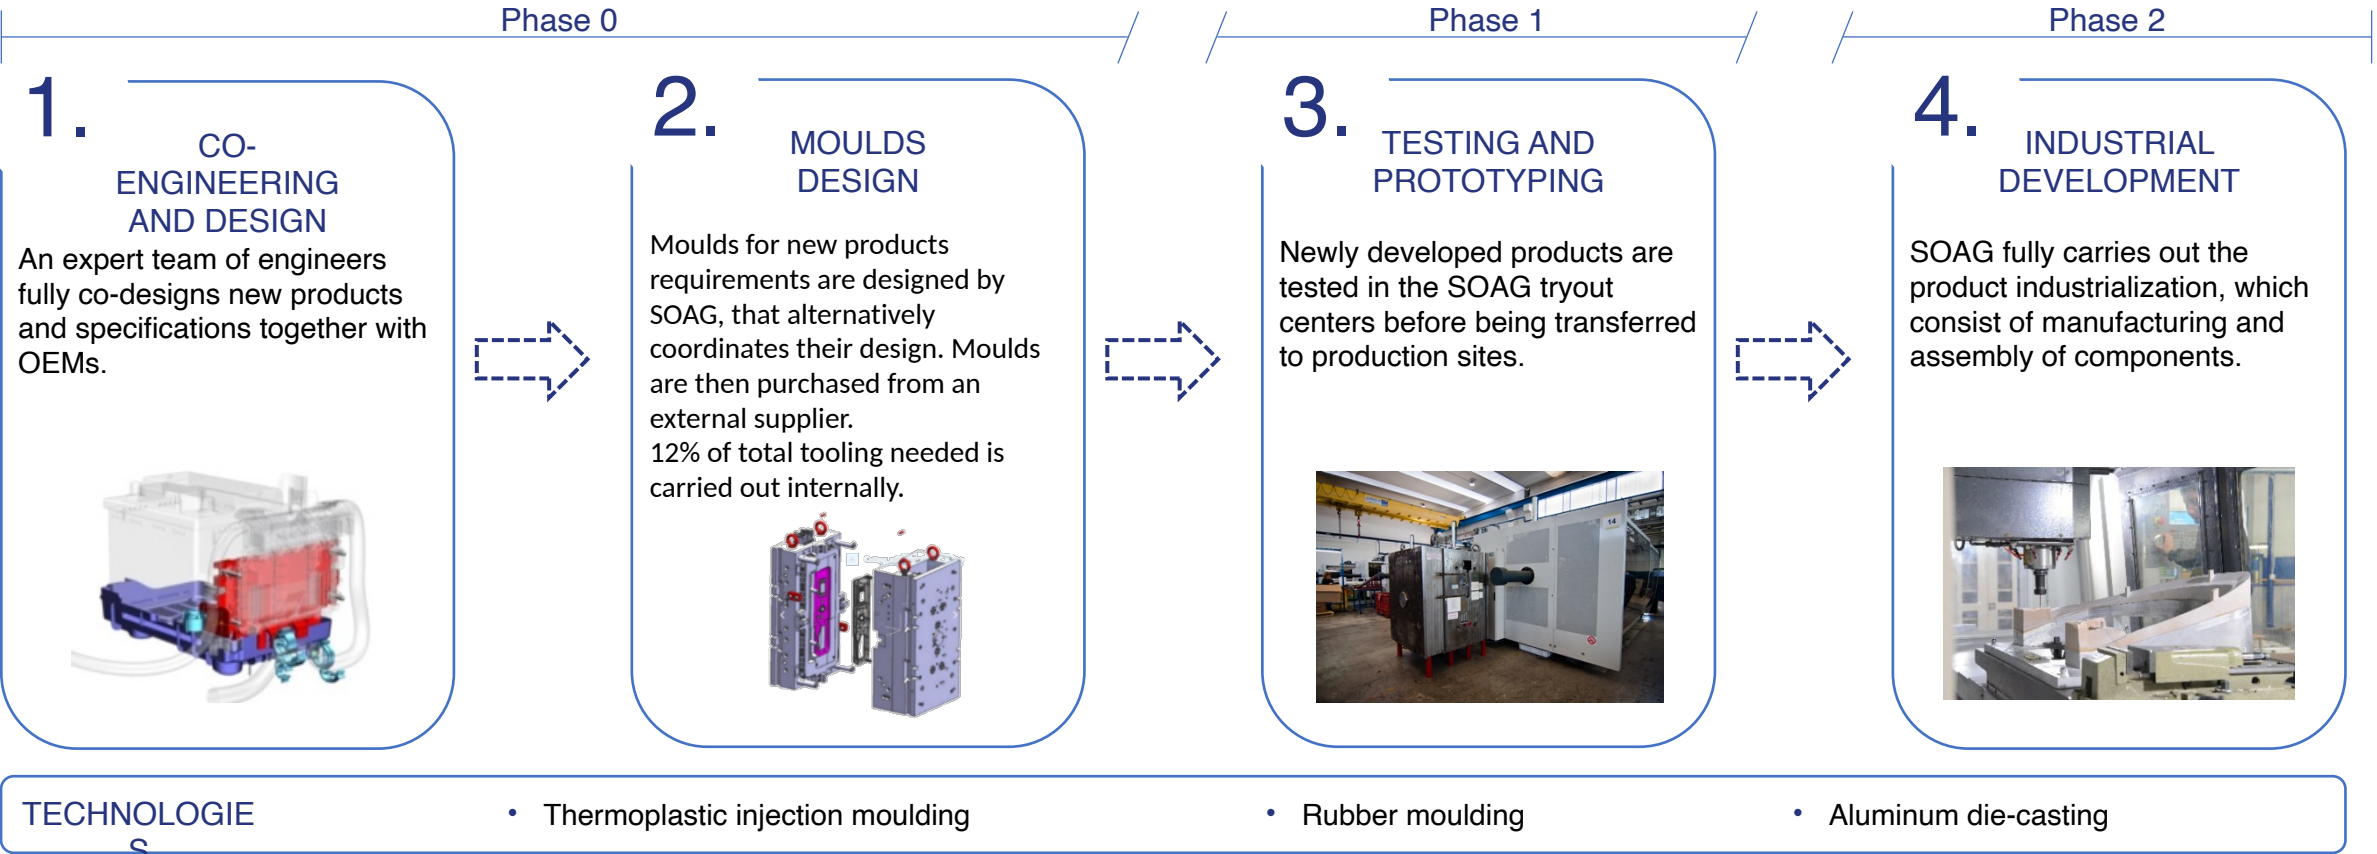 Phase 0
Phase 1
Phase 2
1.
CO-
ENGINEERING
AND DESIGN
An expert team of engineers
fully co-designs new products
and specifications together with
OEMs.
2.
MOULDS
DESIGN
Moulds for new products
requirements are designed by
SOAG, that alternatively
coordinates their design. Moulds
are then purchased from an
external supplier.
12% of total tooling needed is
carried out internally.
3.
TESTING AND
PROTOTYPING
Newly developed products are
tested in the SOAG tryout
centers before being transferred
to production sites.
14
4.
INDUSTRIAL
DEVELOPMENT
SOAG fully carries out the
product industrialization, which
consist of manufacturing and
assembly of components.
TECHNOLOGIE
S
• Thermoplastic injection moulding
• Rubber moulding
• Aluminum die-casting